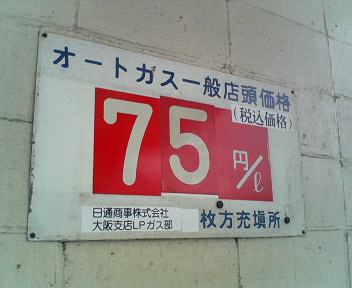 オートガス一般店頭価格
(税込価格)
75円/ℓ
日通商事株式会社
大阪支店LPガス部
枚方充填所